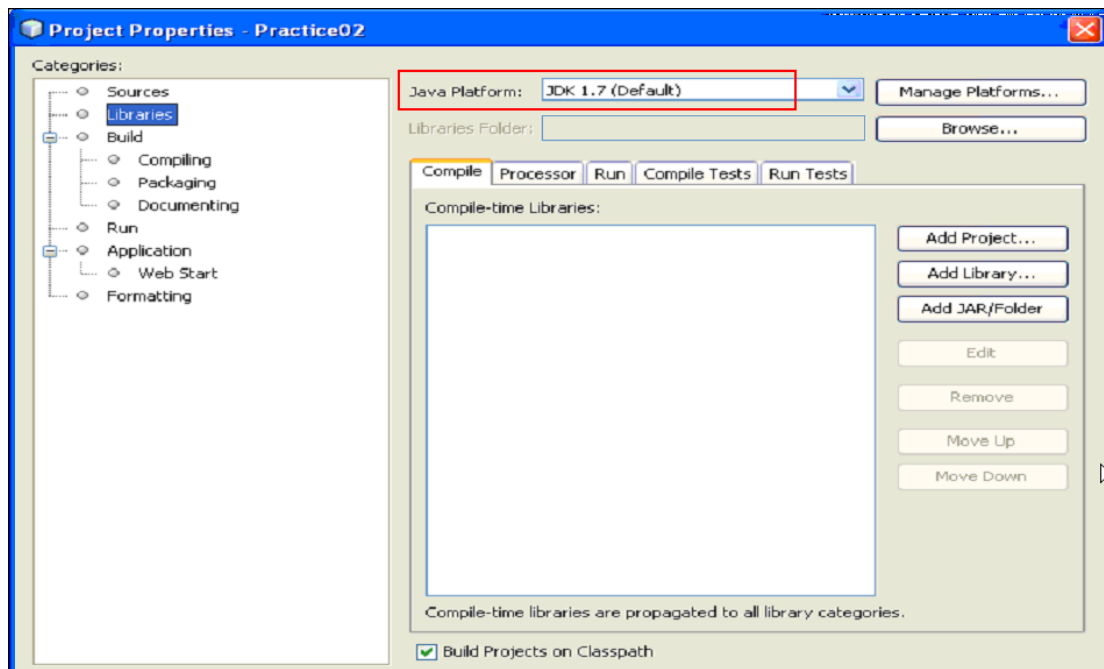 Project Properties - Practice02
Categories:
Sources
Libraries
Build
Compiling
Packaging
Documenting
Run
Application
Web Start
Formatting
Java Platform: JDK 1.7 (Default) Manage Platforms...
Libraries Folder: Browse...
Compile Processor Run Compile Tests Run Tests
Compile-time Libraries:
Add Project...
Add Library...
Add JAR/Folder
Edit
Remove
Move Up
Move Down
Compile-time libraries are propagated to all library categories.
Build Projects on Classpath